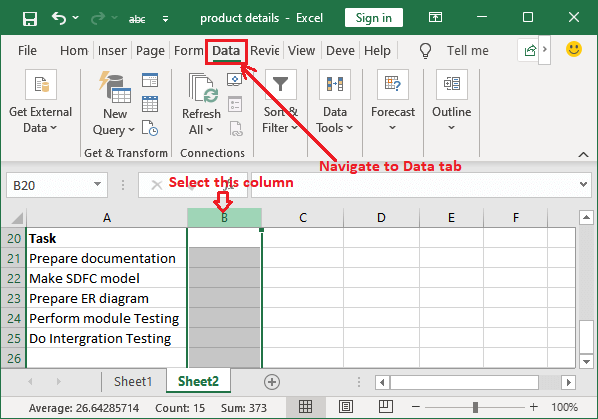 abc product details - Excel Sign in
File Hom Inser Page Form Data Revie View Deve Help Tell me
Get External Data New Query Refresh All Sort & Filter Data Tools Forecast Outline
Get & Transform Connections
Navigate to Data tab
B20 Select this column
A B C D E F
20 Task
21 Prepare documentation
22 Make SDFC model
23 Prepare ER diagram
24 Perform module Testing
25 Do Intergration Testing
26
Sheet1 Sheet2
Average: 26.64285714 Count: 15 Sum: 373 100%